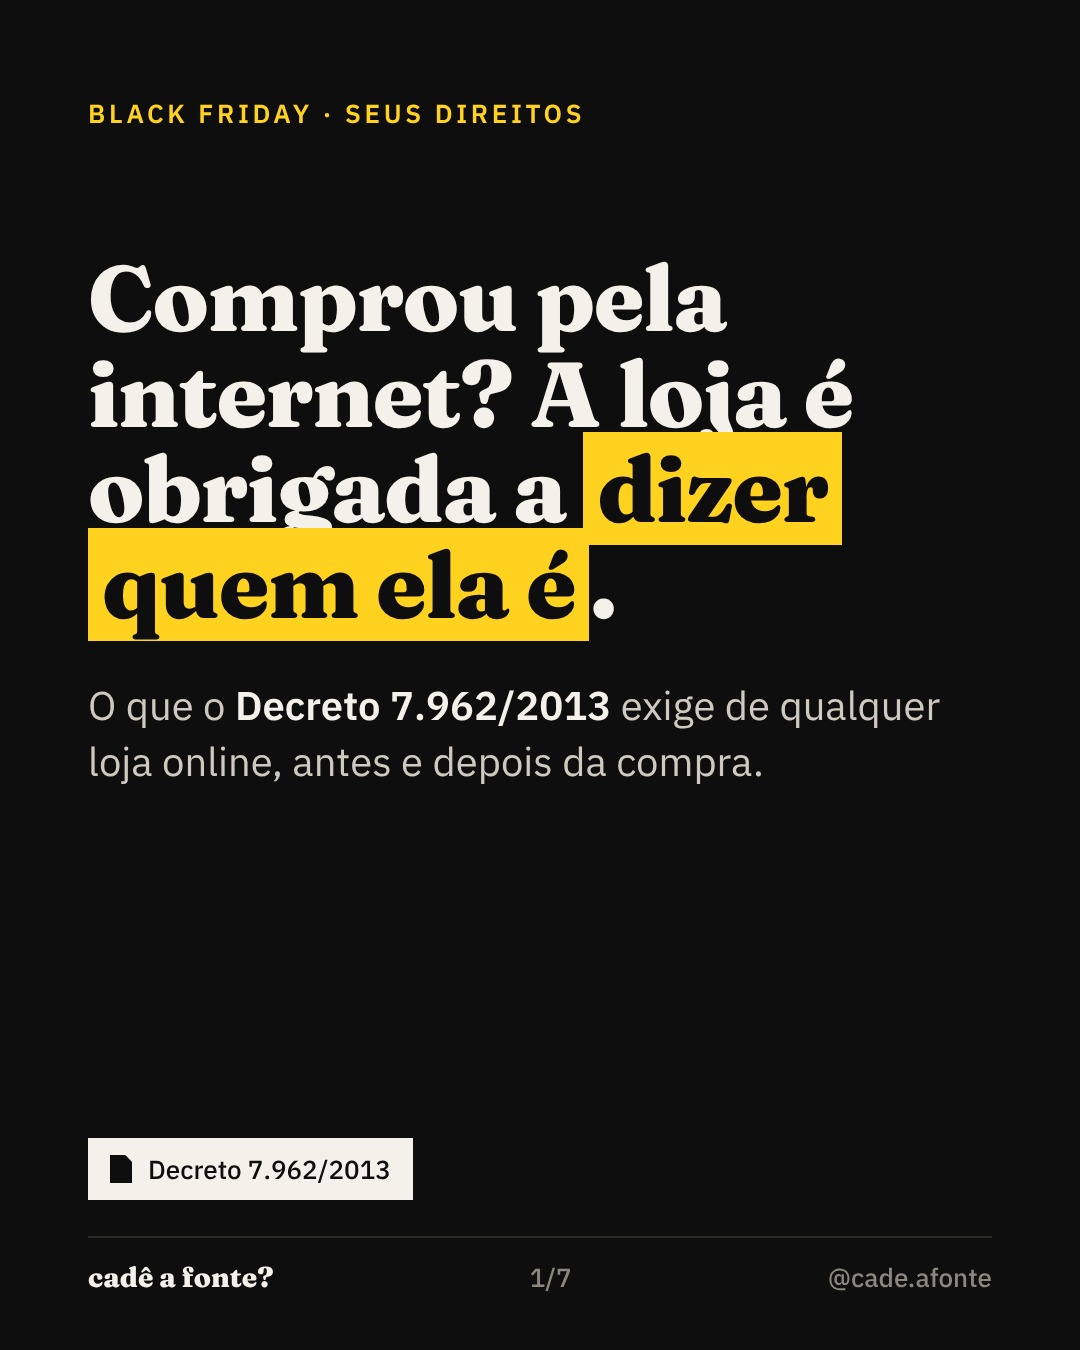 BLACK FRIDAY · SEUS DIREITOS
Comprou pela
internet? A loja é
obrigada a dizer
quem ela é.
O que o Decreto 7.962/2013 exige de qualquer
loja online, antes e depois da compra.
Decreto 7.962/2013
cadê a fonte?
1/7
@cade.afonte